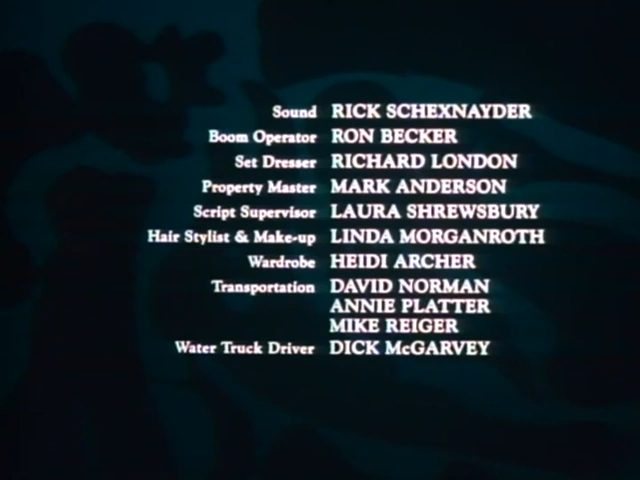 Sound RICK SCHEXNAYDER
Boom Operator RON BECKER
Set Dresser RICHARD LONDON
Property Master MARK ANDERSON
Script Supervisor LAURA SHREWSBURY
Hair Stylist & Make-up LINDA MORGANROTH
Wardrobe HEIDI ARCHER
Transportation DAVID NORMAN
ANNIE PLATTER
MIKE REIGER
Water Truck Driver DICK McGARVEY